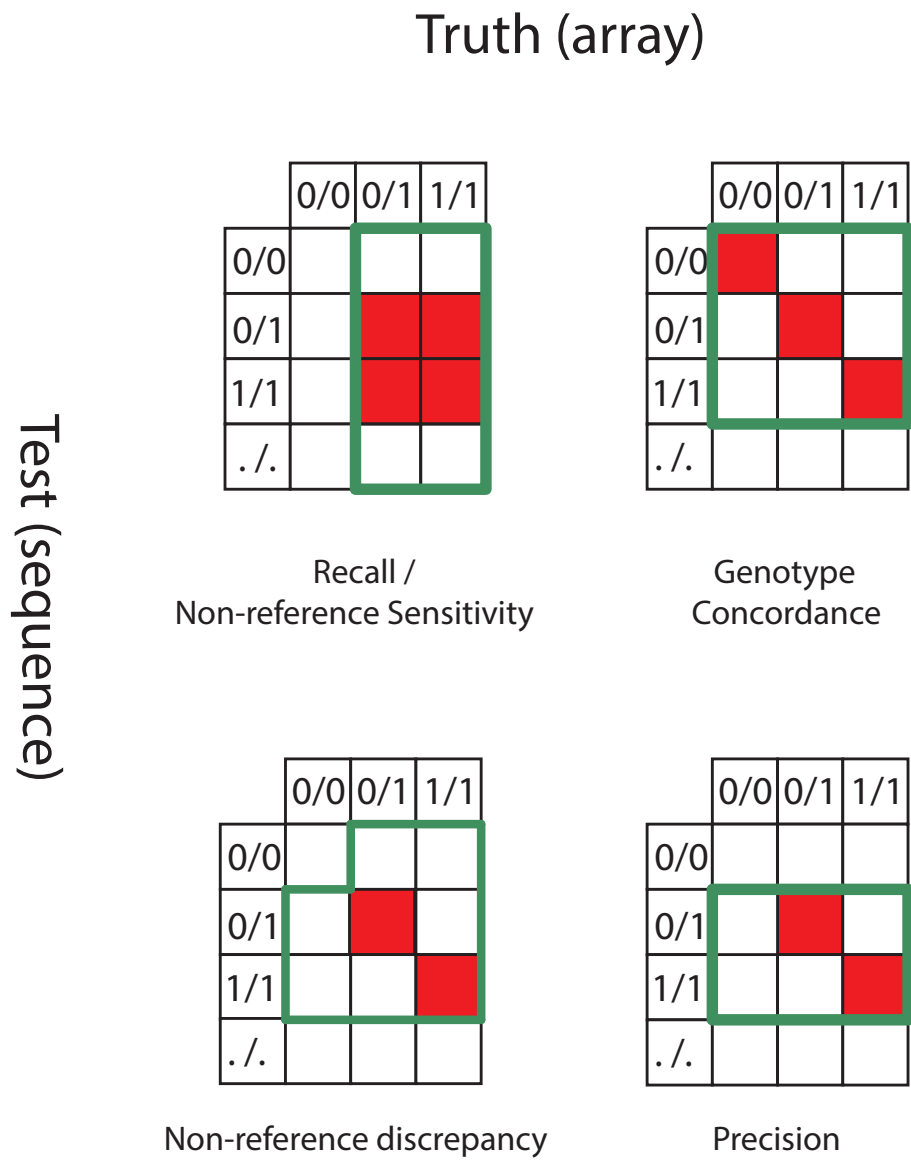 Truth (array)
Test (sequence)
0/0 0/1 1/1
0/0
0/1
1/1
./.
Recall /
Non-reference Sensitivity
0/0 0/1 1/1
0/0
0/1
1/1
./.
Genotype
Concordance
0/0 0/1 1/1
0/0
0/1
1/1
./.
Non-reference discrepancy
0/0 0/1 1/1
0/0
0/1
1/1
./.
Precision